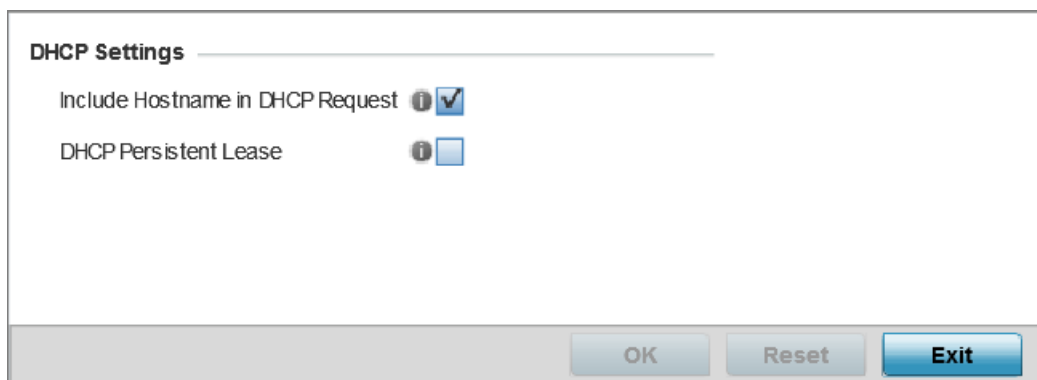 DHCP Settings
Include Hostname in DHCP Request
DHCP Persistent Lease
OK Reset Exit